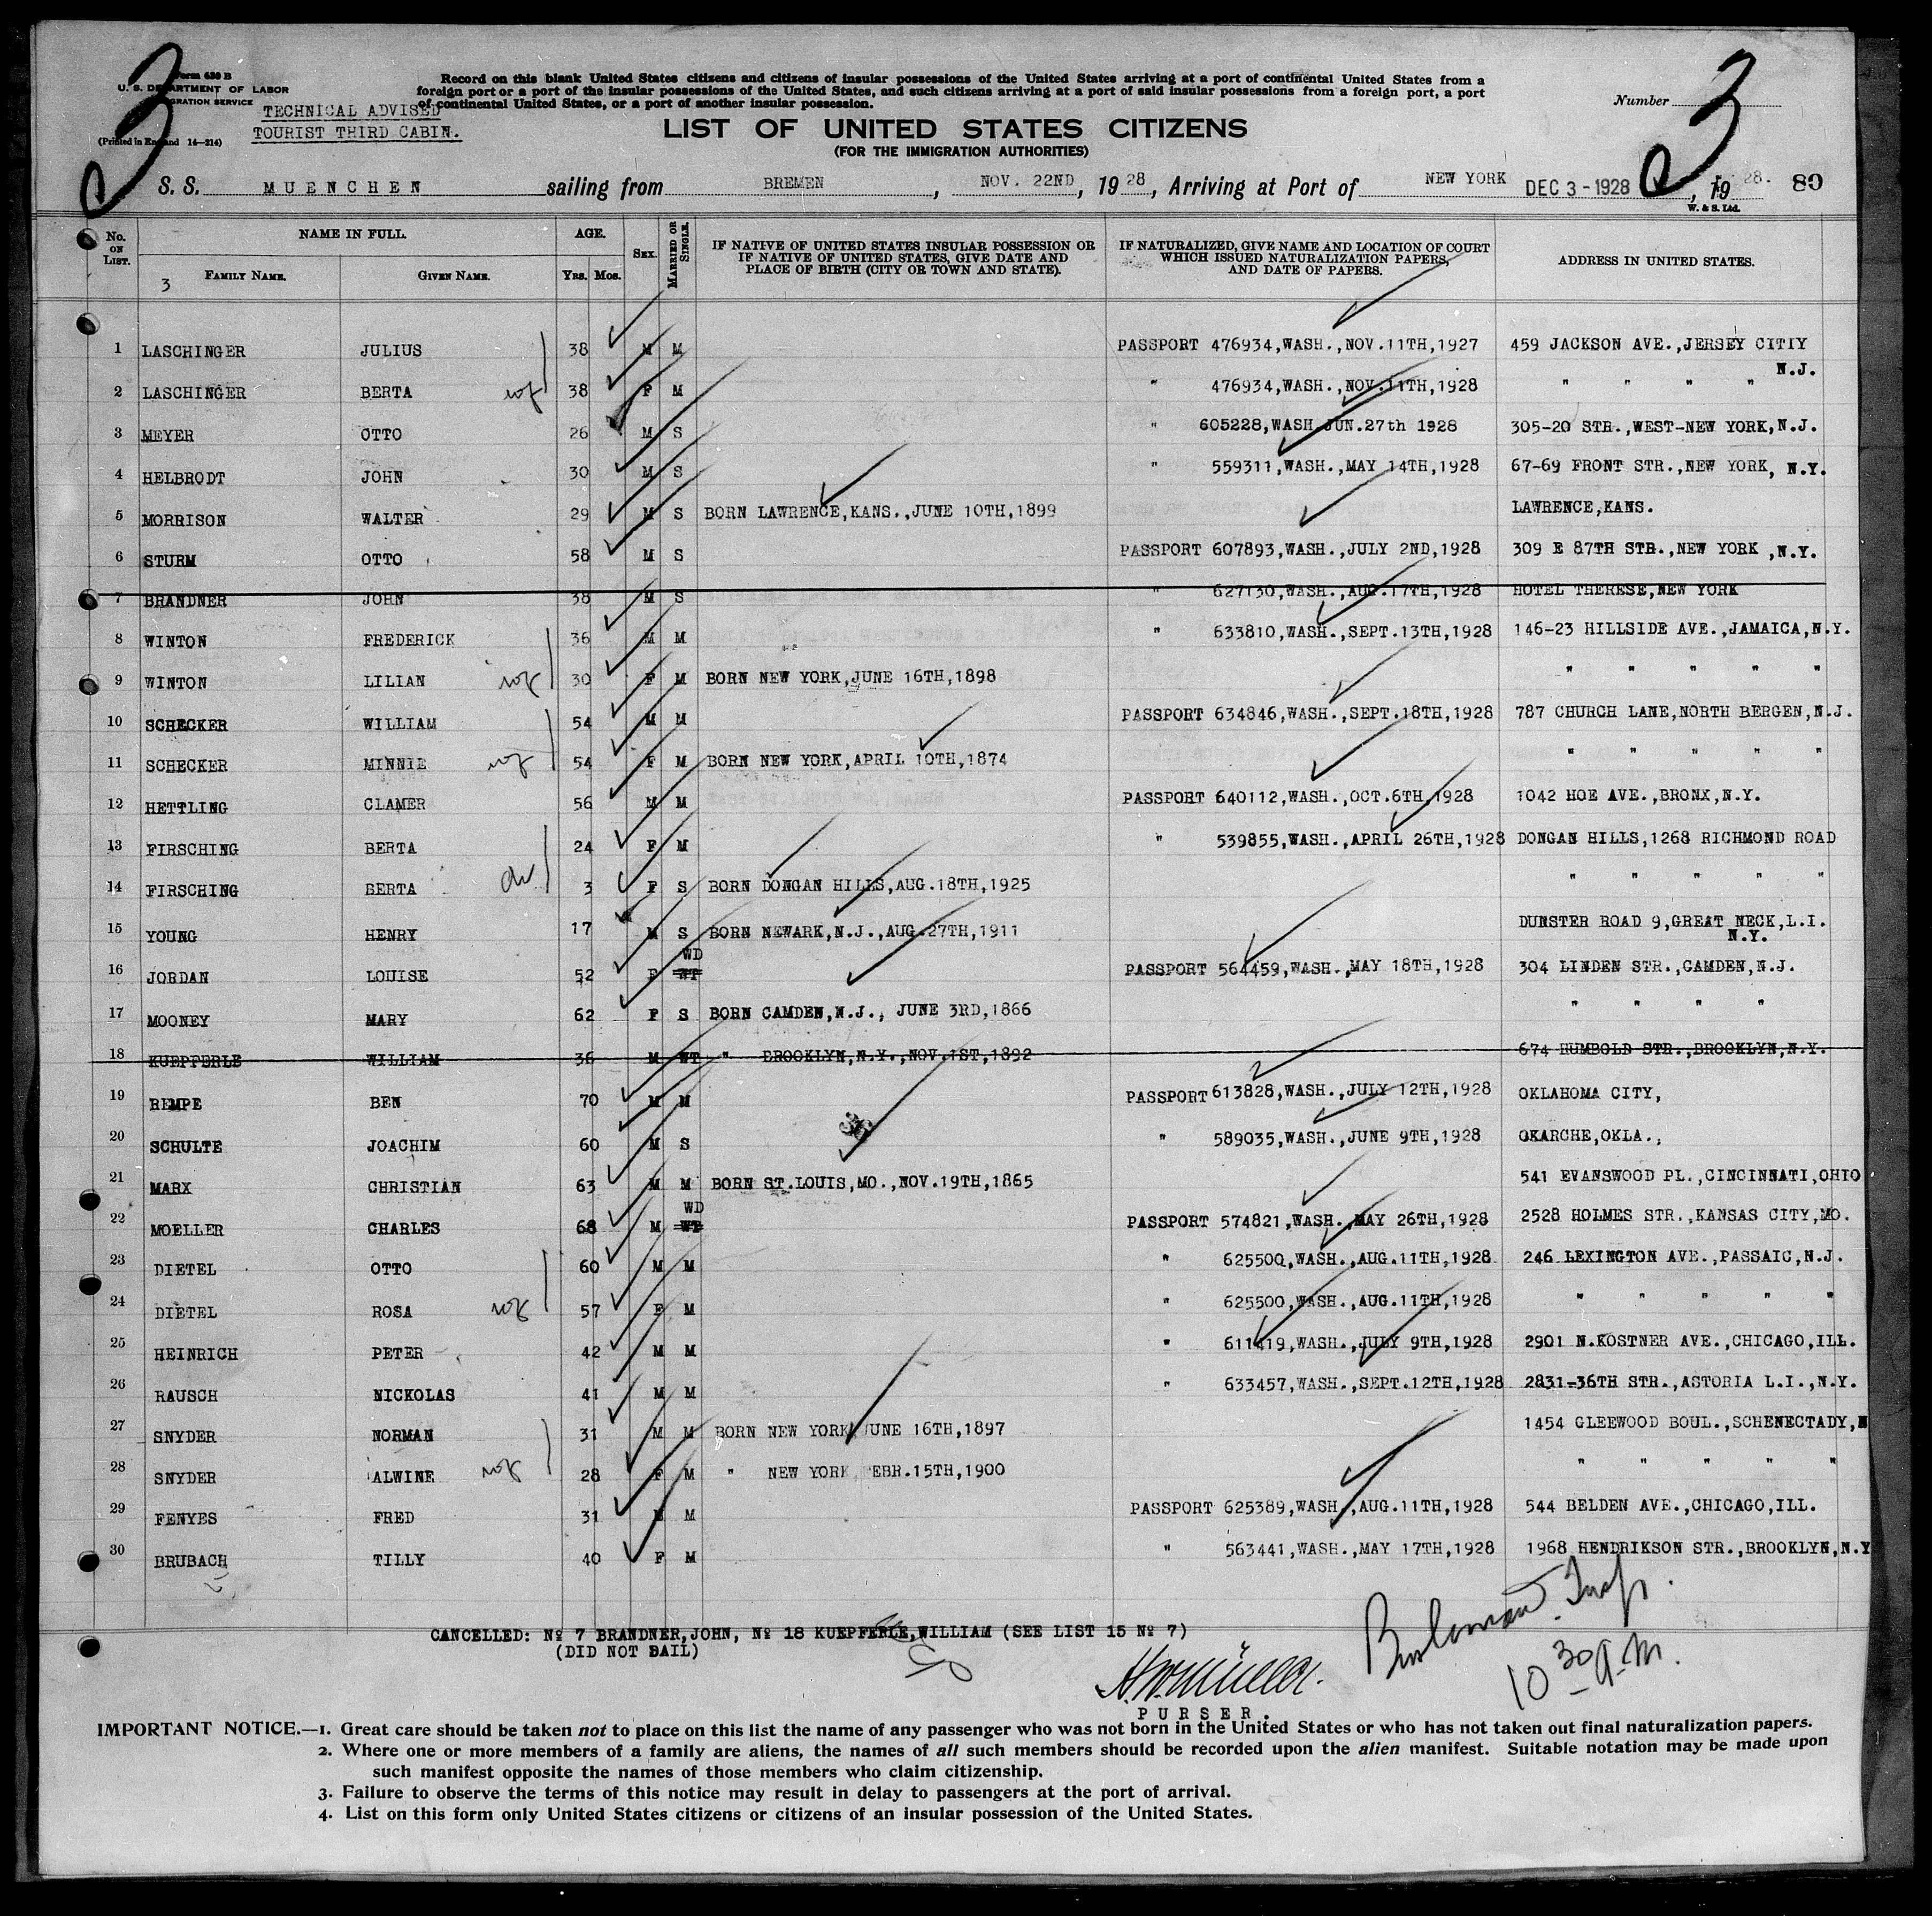 3
3
Form 630 B
U. S. DEPARTMENT OF LABOR
IMMIGRATION SERVICE
TECHNICAL ADVISED
TOURIST THIRD CABIN.
(Printed in England 14—214)
Record on this blank United States citizens and citizens of insular possessions of the United States arriving at a port of continental United States from a
foreign port or a port of the insular possessions of the United States, and such citizens arriving at a port of said insular possessions from a foreign port, a port
of continental United States, or a port of another insular possession.
Number
LIST OF UNITED STATES CITIZENS
(FOR THE IMMIGRATION AUTHORITIES)
S. S. MUENCHEN sailing from BREMEN , NOV. 22ND, 19 28, Arriving at Port of NEW YORK DEC 3 - 1928 , 19 28. 80
W. & S. Ltd.
No. ON LIST. NAME IN FULL. FAMILY NAME. GIVEN NAME. AGE. YRS. MOS. SEX. MARRIED OR SINGLE. IF NATIVE OF UNITED STATES INSULAR POSSESSION OR IF NATIVE OF UNITED STATES, GIVE DATE AND PLACE OF BIRTH (CITY OR TOWN AND STATE). IF NATURALIZED, GIVE NAME AND LOCATION OF COURT WHICH ISSUED NATURALIZATION PAPERS, AND DATE OF PAPERS. ADDRESS IN UNITED STATES.
3
1 LASCHINGER JULIUS 38 M M PASSPORT 476934,WASH.,NOV.11TH,1927 459 JACKSON AVE.,JERSEY CITIY
N.J.
2 LASCHINGER BERTA 38 F M " 476934,WASH.,NOV.11TH,1928 " " " "
3 MEYER OTTO 26 M S " 605228,WASH JUN.27th 1928 305-20 STR.,WEST-NEW YORK,N.J.
4 HELBRODT JOHN 30 M S " 559311,WASH.,MAY 14TH,1928 67-69 FRONT STR.,NEW YORK, N.Y.
5 MORRISON WALTER 29 M S BORN LAWRENCE,KANS.,JUNE 10TH,1899 LAWRENCE,KANS.
6 STURM OTTO 58 M S PASSPORT 607893,WASH.,JULY 2ND,1928 309 E 87TH STR.,NEW YORK ,N.Y.
7 BRANDNER JOHN 38 M S " 627130,WASH.,AUG.17TH,1928 HOTEL THERESE,NEW YORK
8 WINTON FREDERICK 36 M M " 633810,WASH.,SEPT.13TH,1928 146-23 HILLSIDE AVE.,JAMAICA,N.Y.
9 WINTON LILIAN 30 F M BORN NEW YORK,JUNE 16TH,1898 " " " " "
10 SCHECKER WILLIAM 54 M M PASSPORT 634846,WASH.,SEPT.18TH,1928 787 CHURCH LANE,NORTH BERGEN,N.J.
11 SCHECKER MINNIE 54 F M BORN NEW YORK,APRIL 10TH,1874 " " " " "
12 HETTLING CLAMER 56 M M PASSPORT 640112,WASH.,OCT.6TH,1928 1042 HOE AVE.,BRONX,N.Y.
13 FIRSCHING BERTA 24 F M " 539855,WASH.,APRIL 26TH,1928 DONGAN HILLS,1268 RICHMOND ROAD
14 FIRSCHING BERTA 3 F S BORN DONGAN HILLS,AUG.18TH,1925 " " " " "
15 YOUNG HENRY 17 M S BORN NEWARK,N.J.,AUG.27TH,1911 DUNSTER ROAD 9,GREAT NECK,L.I.
N.Y.
WD
16 JORDAN LOUISE 52 F WT PASSPORT 564459,WASH.,MAY 18TH,1928 304 LINDEN STR.,CAMDEN,N.J.
17 MOONEY MARY 62 F S BORN CAMDEN,N.J., JUNE 3RD,1866 " " " "
18 KUEPFERLE WILLIAM 36 M WT " BROOKLYN,N.Y.,NOV.1ST,1892 674 HUMBOLD STR.,BROOKLYN,N.Y.
19 REMPE BEN 70 M M PASSPORT 613828,WASH.,JULY 12TH,1928 OKLAHOMA CITY,
20 SCHULTE JOACHIM 60 M S " 589035,WASH.,JUNE 9TH,1928 OKARCHE,OKLA.,
21 MARX CHRISTIAN 63 M M BORN ST.LOUIS,MO.,NOV.19TH,1865 541 EVANSWOOD PL.,CINCINNATI,OHIO
WD
22 MOELLER CHARLES 68 M WT PASSPORT 574821,WASH.,MAY 26TH,1928 2528 HOLMES STR.,KANSAS CITY,MO.
23 DIETEL OTTO 60 M M " 625500,WASH.,AUG.11TH,1928 246 LEXINGTON AVE.,PASSAIC,N.J.
24 DIETEL ROSA 57 F M " 625500,WASH.,AUG.11TH,1928 " " " " "
25 HEINRICH PETER 42 M M " 611419,WASH.,JULY 9TH,1928 2901 N.KOSTNER AVE.,CHICAGO,ILL.
26 RAUSCH NICKOLAS 41 M M " 633457,WASH.,SEPT.12TH,1928 2831-36TH STR.,ASTORIA L.I.,N.Y.
27 SNYDER NORMAN 31 M M BORN NEW YORK,JUNE 16TH,1897 1454 GLEEWOOD BOUL.,SCHENECTADY,N
28 SNYDER ALWINE 28 F M " NEW YORK,FEBR.15TH,1900 " " " " "
29 FENYES FRED 31 M M PASSPORT 625389,WASH.,AUG.11TH,1928 544 BELDEN AVE.,CHICAGO,ILL.
30 BRUBACH TILLY 40 F M " 563441,WASH.,MAY 17TH,1928 1968 HENDRIKSON STR.,BROOKLYN,N.Y
CANCELLED: Nº 7 BRANDNER,JOHN, Nº 18 KUEPFERLE,WILLIAM (SEE LIST 15 Nº 7)
(DID NOT SAIL)
Insp.
10 30 a.m.
PURSER.
IMPORTANT NOTICE.—1. Great care should be taken not to place on this list the name of any passenger who was not born in the United States or who has not taken out final naturalization papers.
2. Where one or more members of a family are aliens, the names of all such members should be recorded upon the alien manifest. Suitable notation may be made upon
such manifest opposite the names of those members who claim citizenship.
3. Failure to observe the terms of this notice may result in delay to passengers at the port of arrival.
4. List on this form only United States citizens or citizens of an insular possession of the United States.